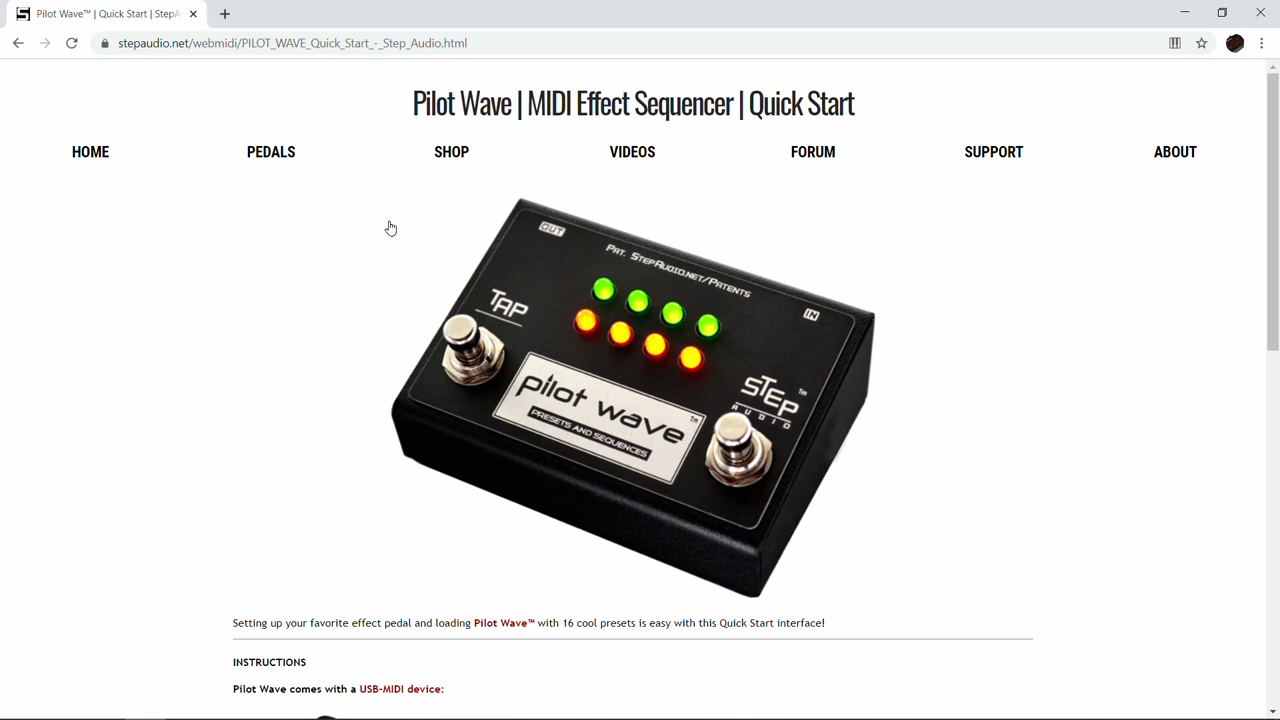 Pilot Wave™ | Quick Start | StepA
stepaudio.net/webmidi/PILOT_WAVE_Quick_Start_-_Step_Audio.html
Pilot Wave | MIDI Effect Sequencer | Quick Start
HOME PEDALS SHOP VIDEOS FORUM SUPPORT ABOUT
OUT
PAT. STEPAUDIO.NET/PATENTS
IN
TAP
STEP™
AUDIO
pilot wave™
PRESETS AND SEQUENCES
Setting up your favorite effect pedal and loading Pilot Wave™ with 16 cool presets is easy with this Quick Start interface!
INSTRUCTIONS
Pilot Wave comes with a USB-MIDI device: